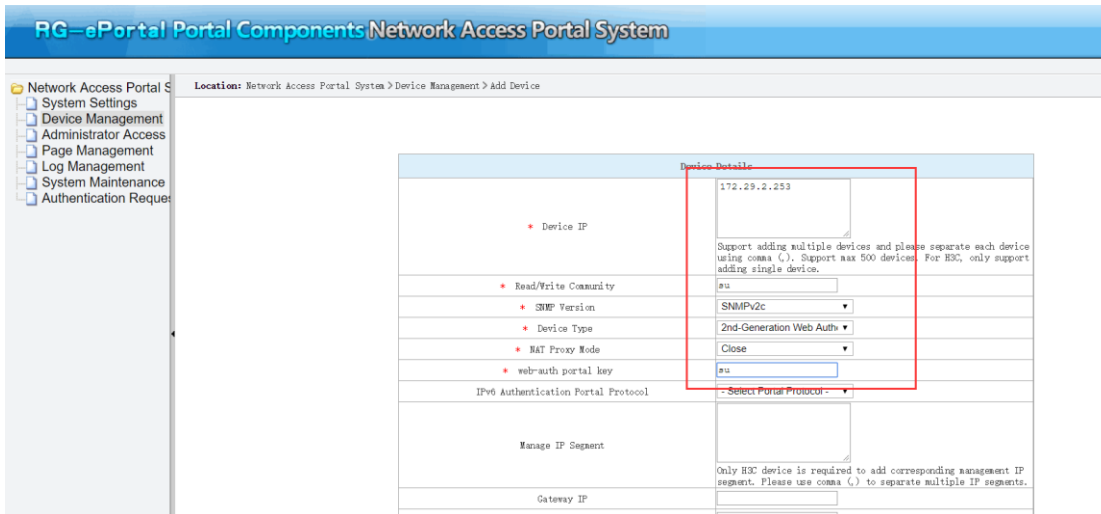 RG-ePortal Portal Components Network Access Portal System
Network Access Portal S
System Settings
Device Management
Administrator Access
Page Management
Log Management
System Maintenance
Authentication Reques
Location: Network Access Portal System > Device Management > Add Device
Device Details
* Device IP
172.29.2.253
Support adding multiple devices and please separate each device
using comma (,). Support max 500 devices. For H3C, only support
adding single device.
* Read/Write Community
su
* SNMP Version
SNMPv2c
* Device Type
2nd-Generation Web Authe
* NAT Proxy Mode
Close
* web-auth portal key
su
IPv6 Authentication Portal Protocol
- Select Portal Protocol -
Manage IP Segment
Only H3C device is required to add corresponding management IP
segment. Please use comma (,) to separate multiple IP segments.
Gateway IP